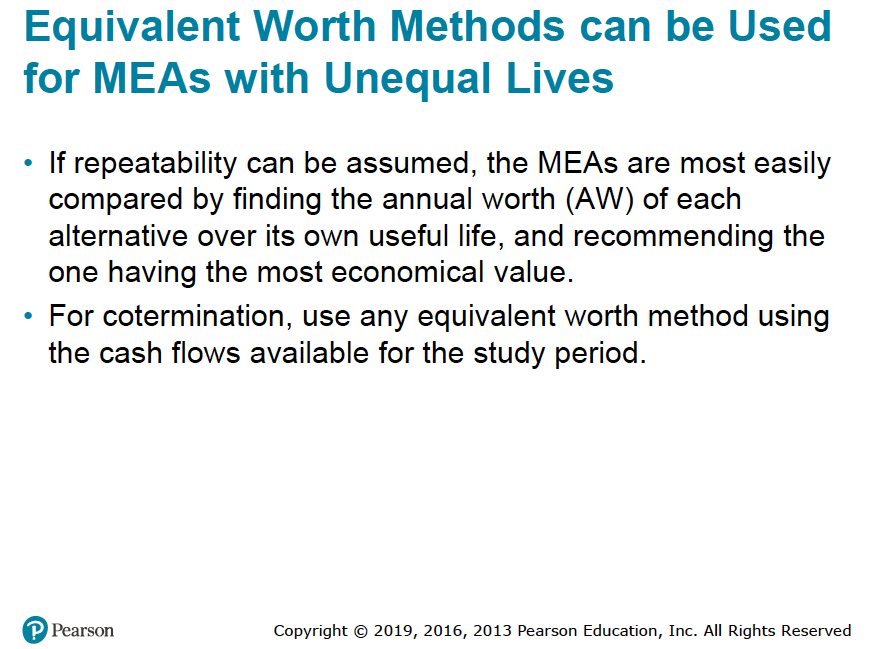 Equivalent Worth Methods can be Used
for MEAs with Unequal Lives
• If repeatability can be assumed, the MEAs are most easily
compared by finding the annual worth (AW) of each
alternative over its own useful life, and recommending the
one having the most economical value.
• For cotermination, use any equivalent worth method using
the cash flows available for the study period.
P Pearson
Copyright © 2019, 2016, 2013 Pearson Education, Inc. All Rights Reserved